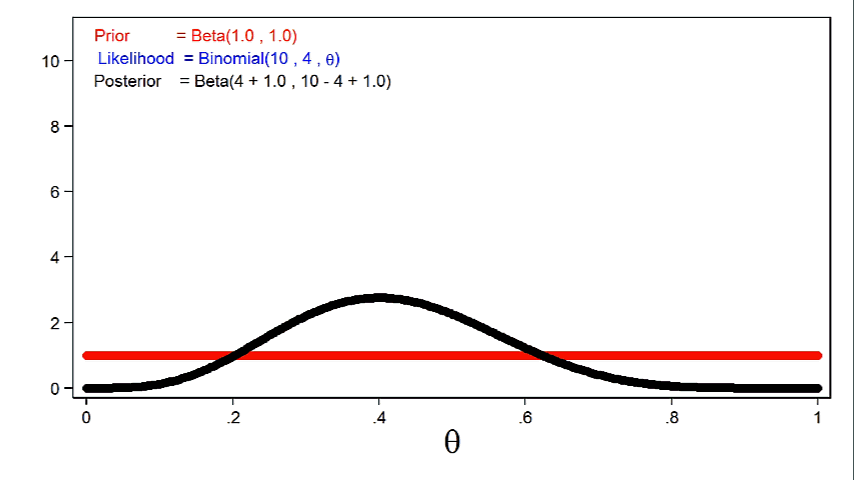 Prior = Beta(1.0 , 1.0)
Likelihood = Binomial(10 , 4 , θ)
Posterior = Beta(4 + 1.0 , 10 - 4 + 1.0)
10
8
6
4
2
0
0 .2 .4 .6 .8 1
θ